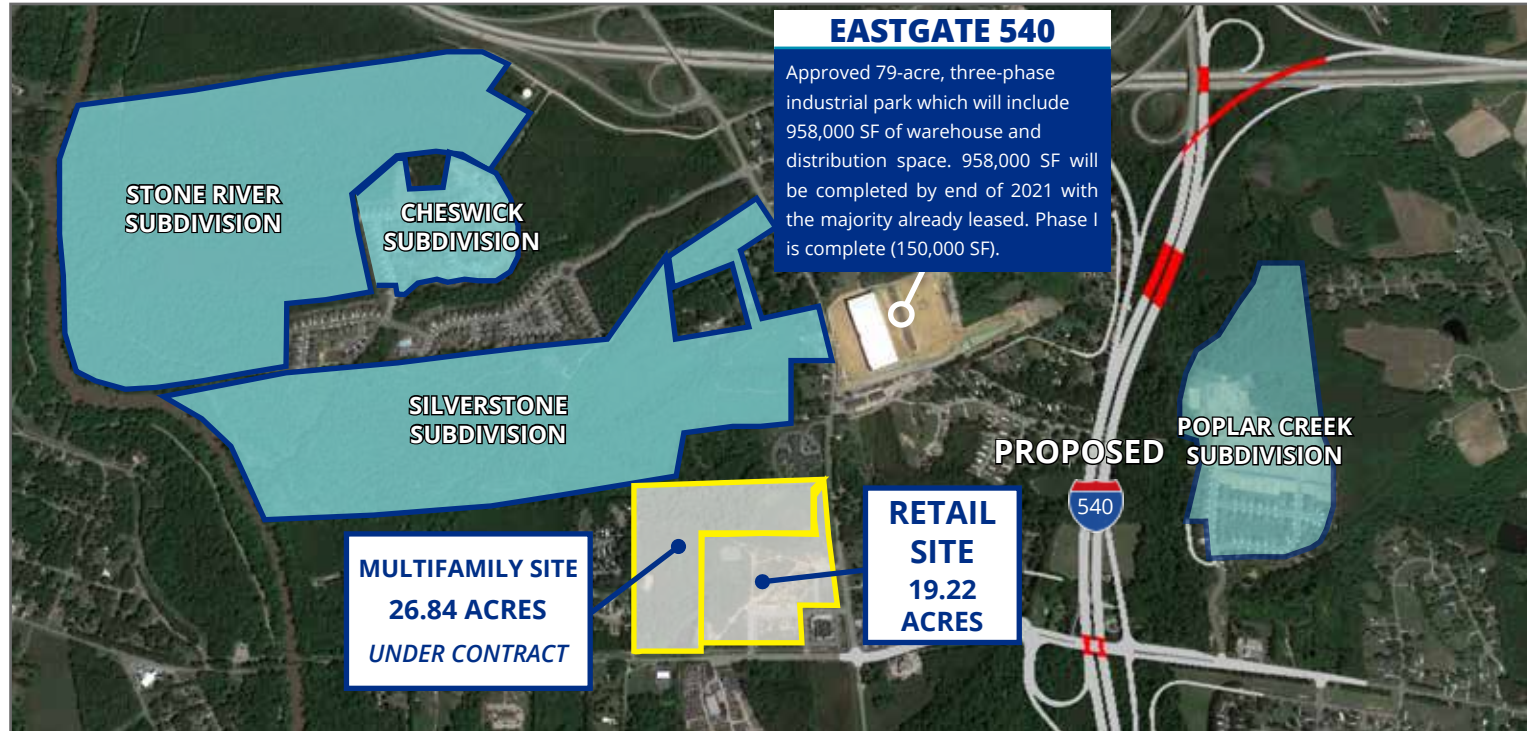 EASTGATE 540
Approved 79-acre, three-phase
industrial park which will include
958,000 SF of warehouse and
distribution space. 958,000 SF will
be completed by end of 2021 with
the majority already leased. Phase I
is complete (150,000 SF).
STONE RIVER
SUBDIVISION
CHESWICK
SUBDIVISION
SILVERSTONE
SUBDIVISION
POPLAR CREEK
SUBDIVISION
PROPOSED
540
MULTIFAMILY SITE
26.84 ACRES
UNDER CONTRACT
RETAIL
SITE
19.22
ACRES